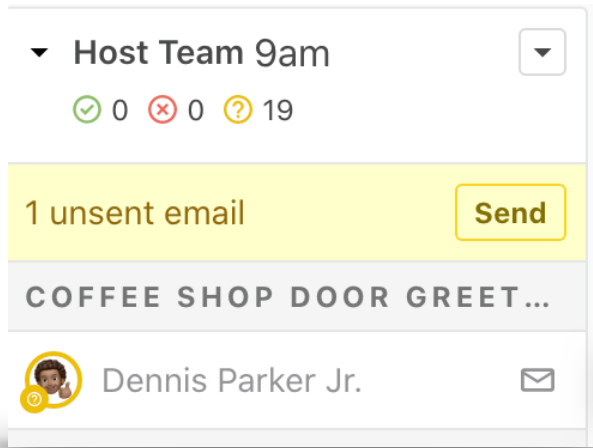 Host Team 9am
0 0 19
1 unsent email
Send
COFFEE SHOP DOOR GREET...
Dennis Parker Jr.